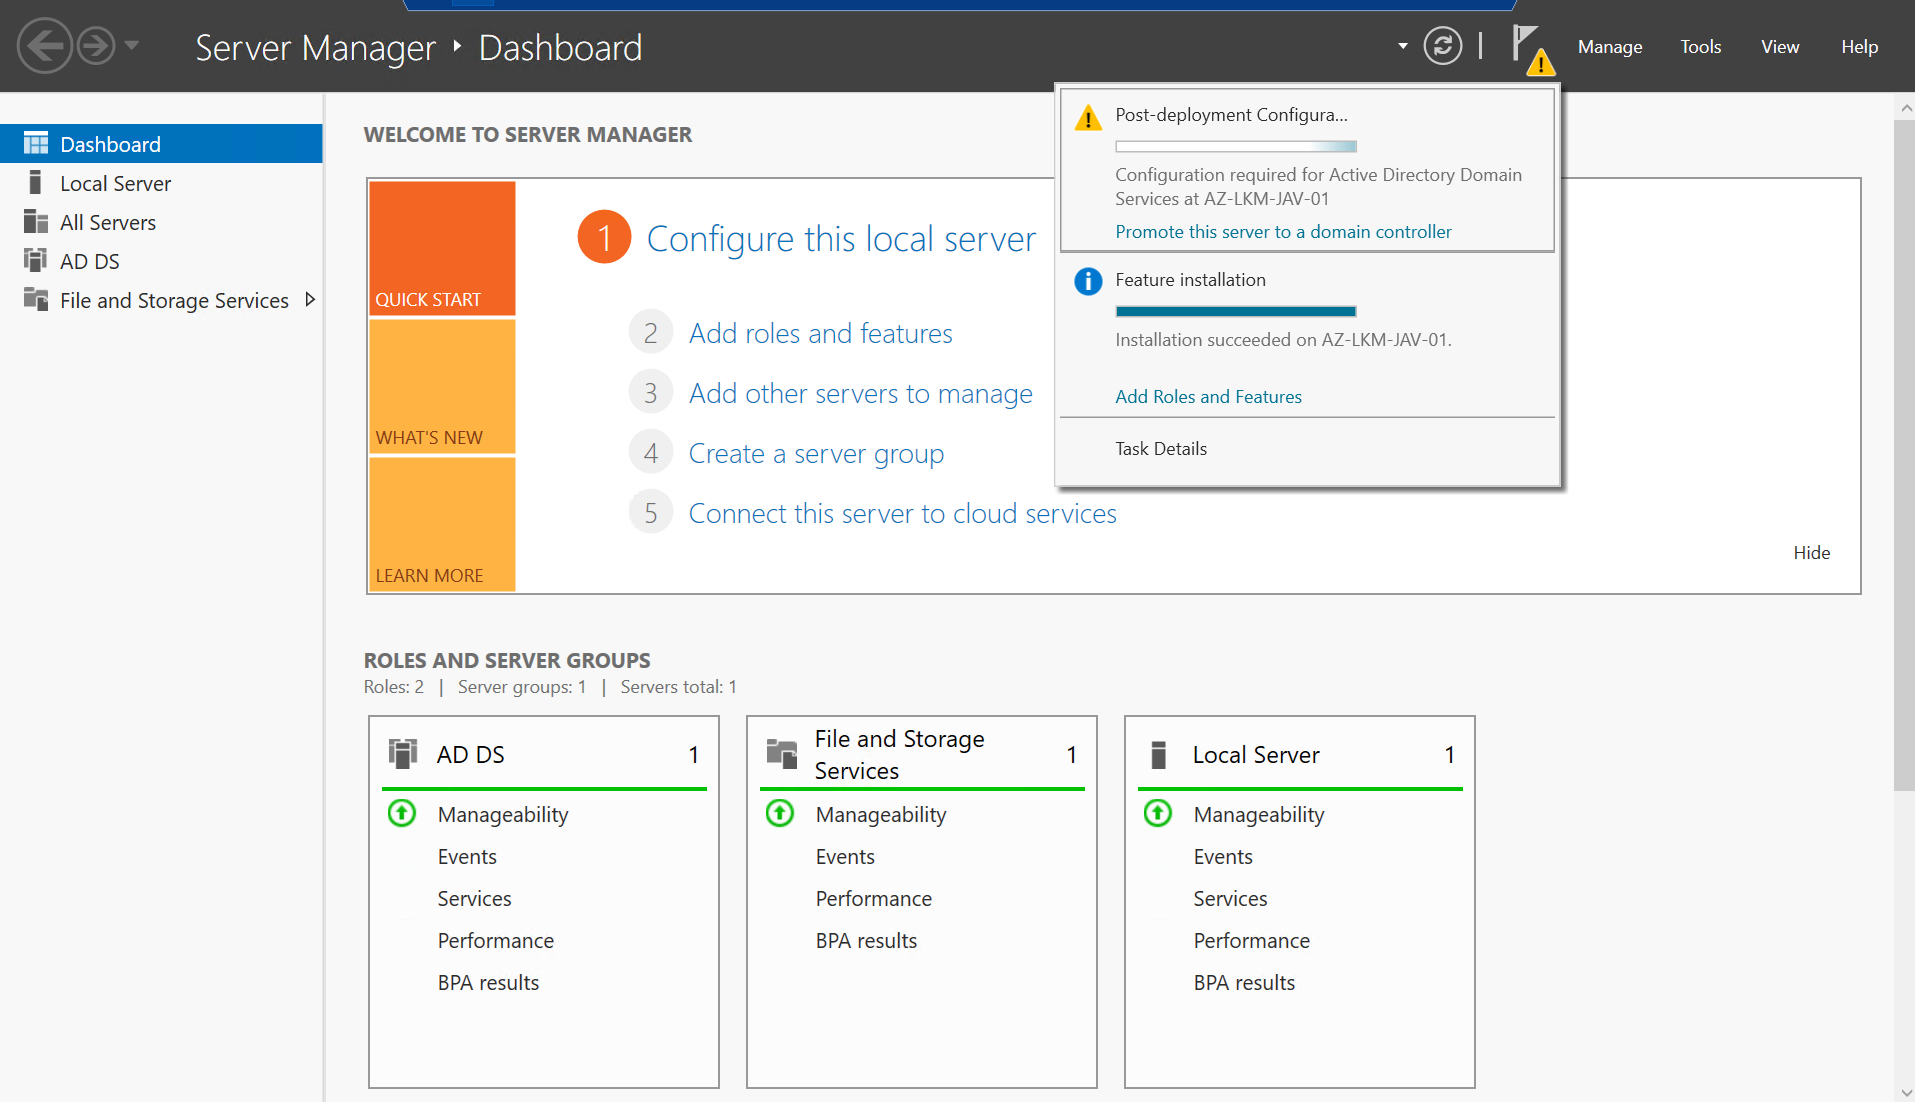 Server Manager ‣ Dashboard
Manage
Tools
View
Help
Dashboard
Local Server
All Servers
AD DS
File and Storage Services
WELCOME TO SERVER MANAGER
QUICK START
WHAT'S NEW
LEARN MORE
1 Configure this local server
2 Add roles and features
3 Add other servers to manage
4 Create a server group
5 Connect this server to cloud services
Hide
Post-deployment Configura...
Configuration required for Active Directory Domain
Services at AZ-LKM-JAV-01
Promote this server to a domain controller
Feature installation
Installation succeeded on AZ-LKM-JAV-01.
Add Roles and Features
Task Details
ROLES AND SERVER GROUPS
Roles: 2 | Server groups: 1 | Servers total: 1
AD DS 1
Manageability
Events
Services
Performance
BPA results
File and Storage
Services
1
Manageability
Events
Performance
BPA results
Local Server 1
Manageability
Events
Services
Performance
BPA results